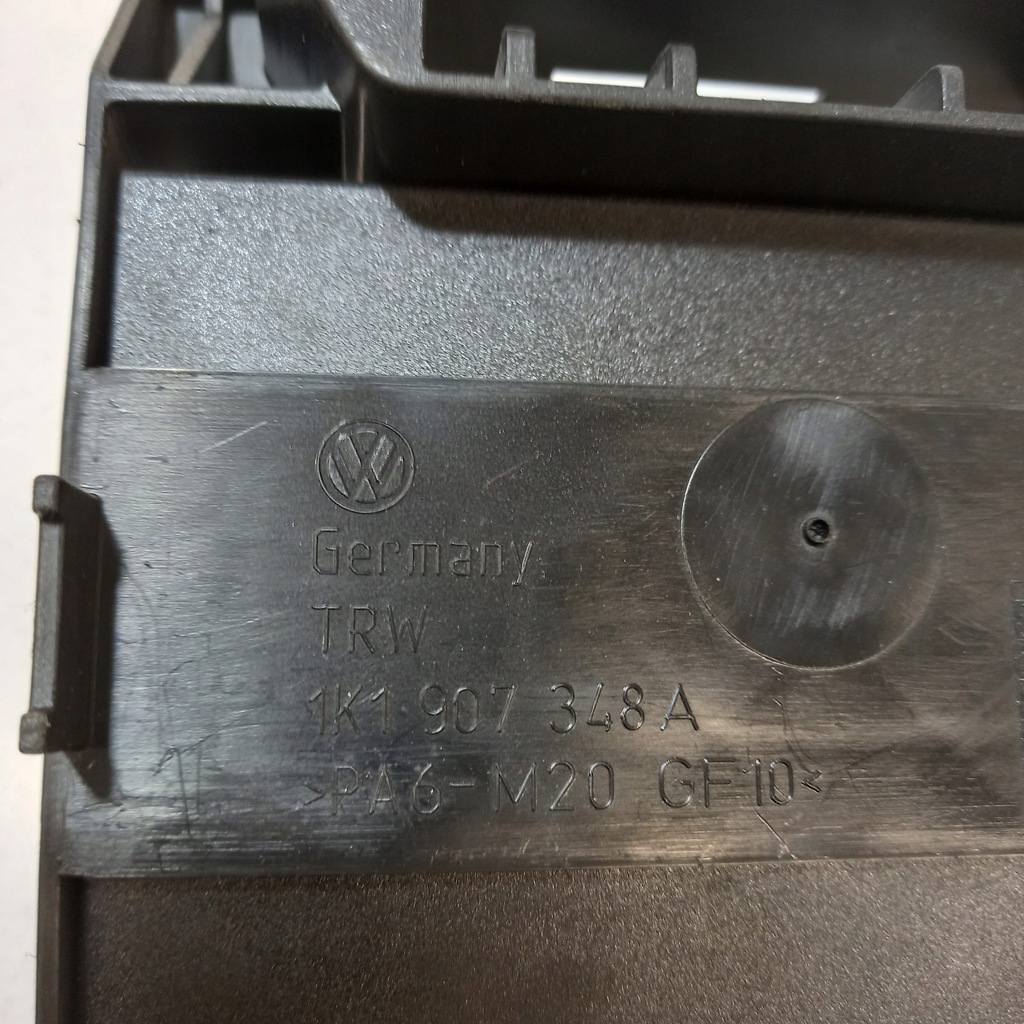 Germany
TRW
1K1 907 348 A
>PA6-M20 GF10<